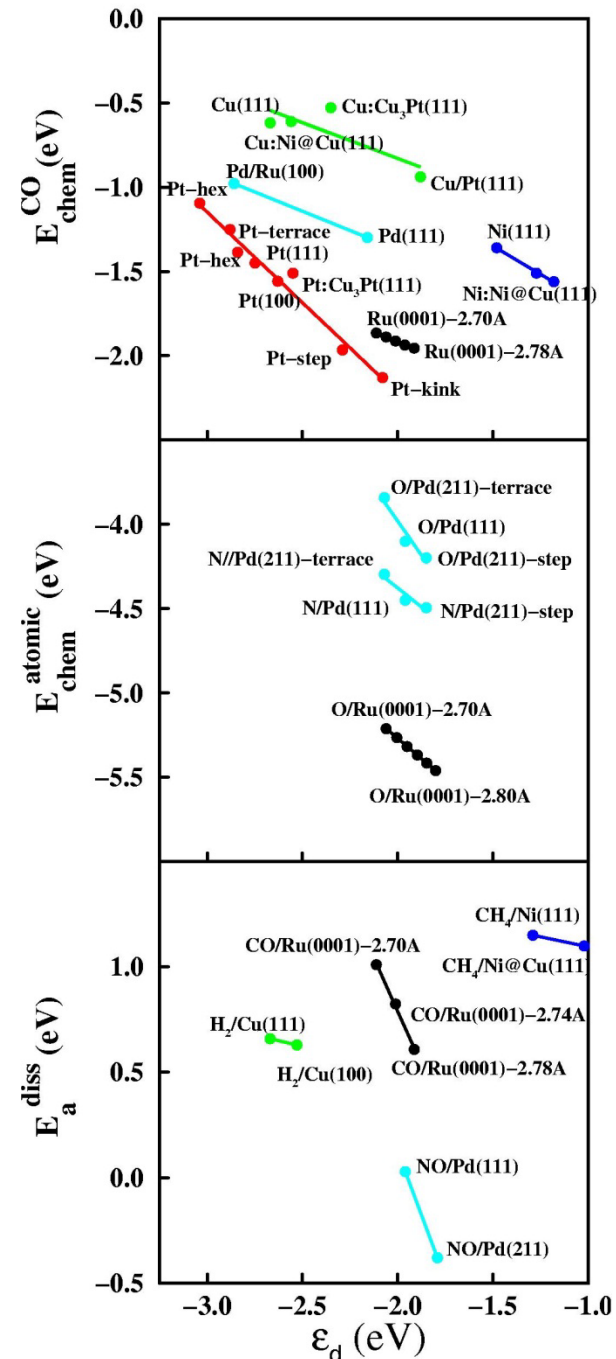 0.0
−0.5
−1.0
−1.5
−2.0
E^CO_chem (eV)
Cu(111)
Cu:Cu₃Pt(111)
Cu:Ni@Cu(111)
Pd/Ru(100)
Cu/Pt(111)
Pt−hex
Pt−terrace
Pd(111)
Ni(111)
Pt(111)
Pt−hex
Pt:Cu₃Pt(111)
Ni:Ni@Cu(111)
Pt(100)
Ru(0001)−2.70A
Pt−step
Ru(0001)−2.78A
Pt−kink
−4.0
−4.5
−5.0
−5.5
E^atomic_chem (eV)
O/Pd(211)−terrace
O/Pd(111)
N//Pd(211)−terrace
O/Pd(211)−step
N/Pd(111)
N/Pd(211)−step
O/Ru(0001)−2.70A
O/Ru(0001)−2.80A
1.0
0.5
0.0
−0.5
E^diss_a (eV)
CH₄/Ni(111)
CO/Ru(0001)−2.70A
CH₄/Ni@Cu(111)
CO/Ru(0001)−2.74A
H₂/Cu(111)
H₂/Cu(100)
CO/Ru(0001)−2.78A
NO/Pd(111)
NO/Pd(211)
−3.0 −2.5 −2.0 −1.5 −1.0
ε_d (eV)